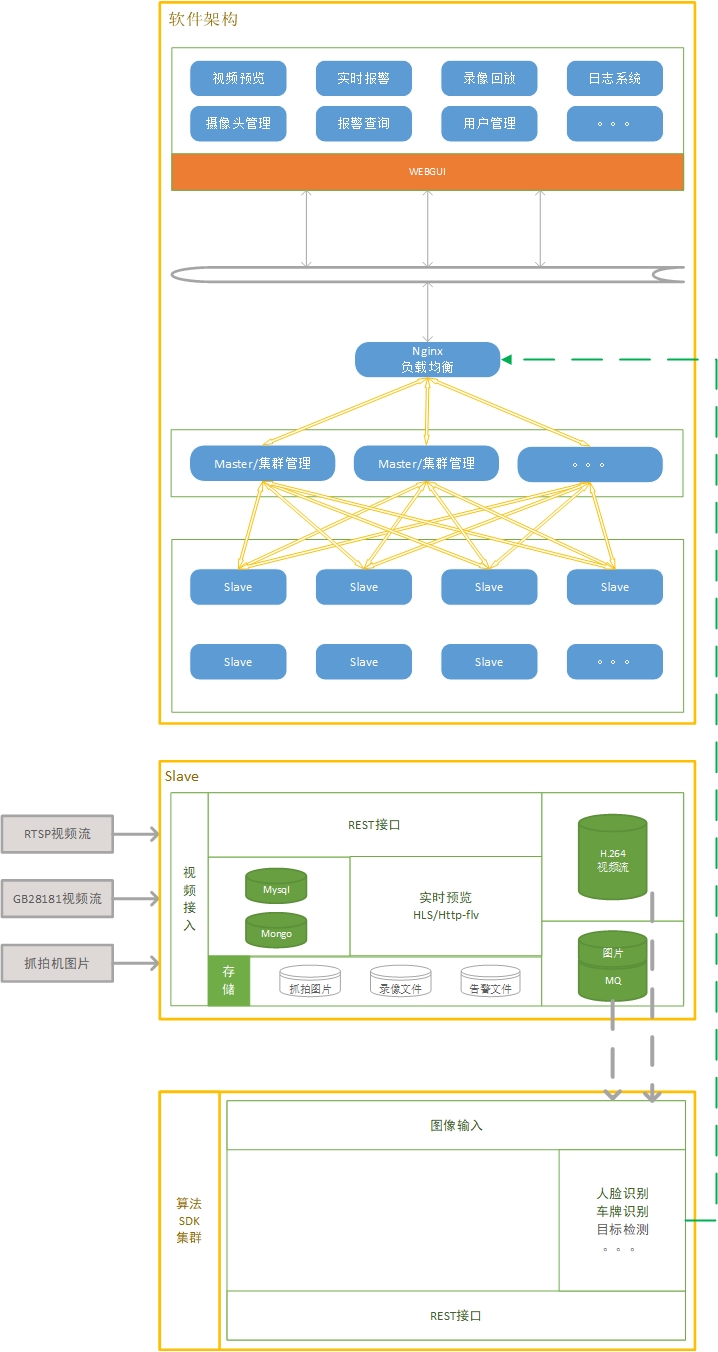 软件架构
视频预览
实时报警
录像回放
日志系统
摄像头管理
报警查询
用户管理
。。。
WEBGUI
Nginx
负载均衡
Master/集群管理
Master/集群管理
。。。
Slave
Slave
Slave
Slave
Slave
Slave
Slave
。。。
Slave
RTSP视频流
GB28181视频流
抓拍机图片
视
频
接
入
REST接口
Mysql
Mongo
实时预览
HLS/Http-flv
存
储
抓拍图片
录像文件
告警文件
H.264
视频流
图片
MQ
算法
SDK
集群
图像输入
人脸识别
车牌识别
目标检测
。。。
REST接口